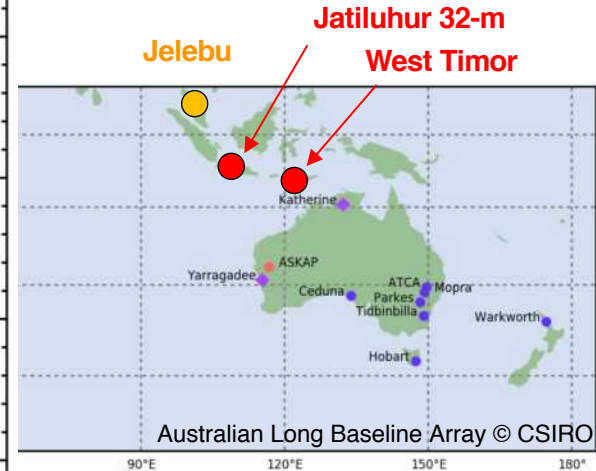 Jatiluhur 32-m
Jelebu
West Timor
Katherine
ASKAP
Yarragadee
Ceduna
ATCA
Mopra
Parkes
Tidbinbilla
Warkworth
Hobart
Australian Long Baseline Array © CSIRO
90°E 120°E 150°E 180°